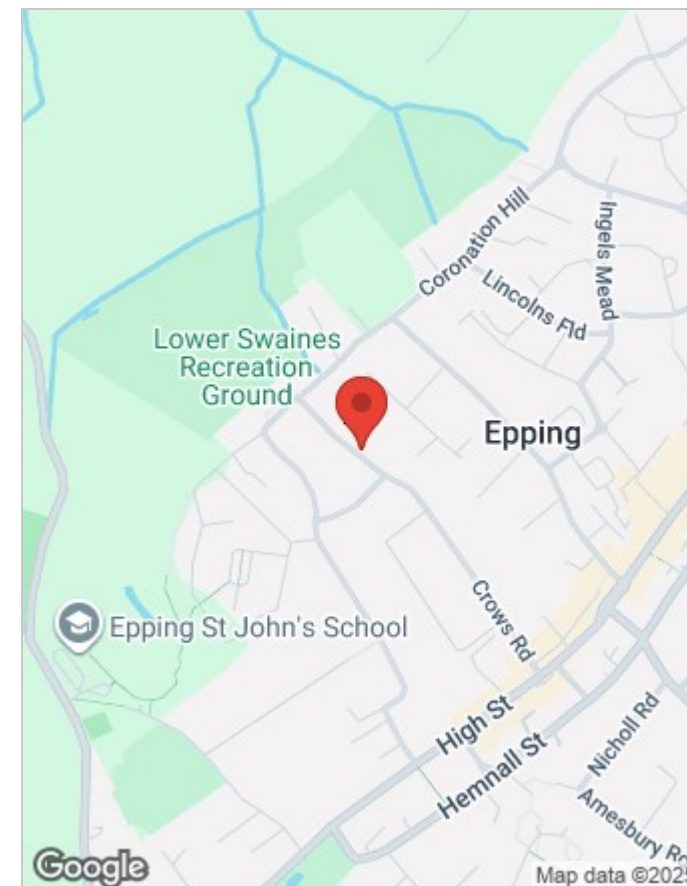 Coronation Hill
Ingels Mead
Lincolns Fld
Lower Swaines
Recreation
Ground
Epping
Crows Rd
Epping St John's School
High St
Hemnall St
Nicholl Rd
Amesbury Ro
Google
Map data ©2025